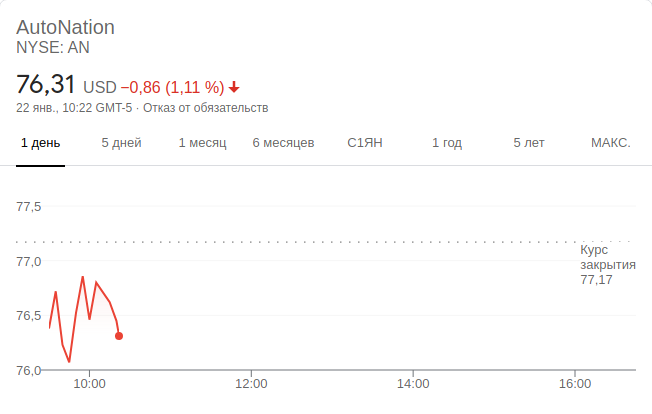 AutoNation
NYSE: AN
76,31 USD −0,86 (1,11 %)
22 янв., 10:22 GMT-5 · Отказ от обязательств
1 день 5 дней 1 месяц 6 месяцев С1ЯН 1 год 5 лет МАКС.
77,5
Курс
77,0 закрытия
77,17
76,5
76,0
10:00 12:00 14:00 16:00